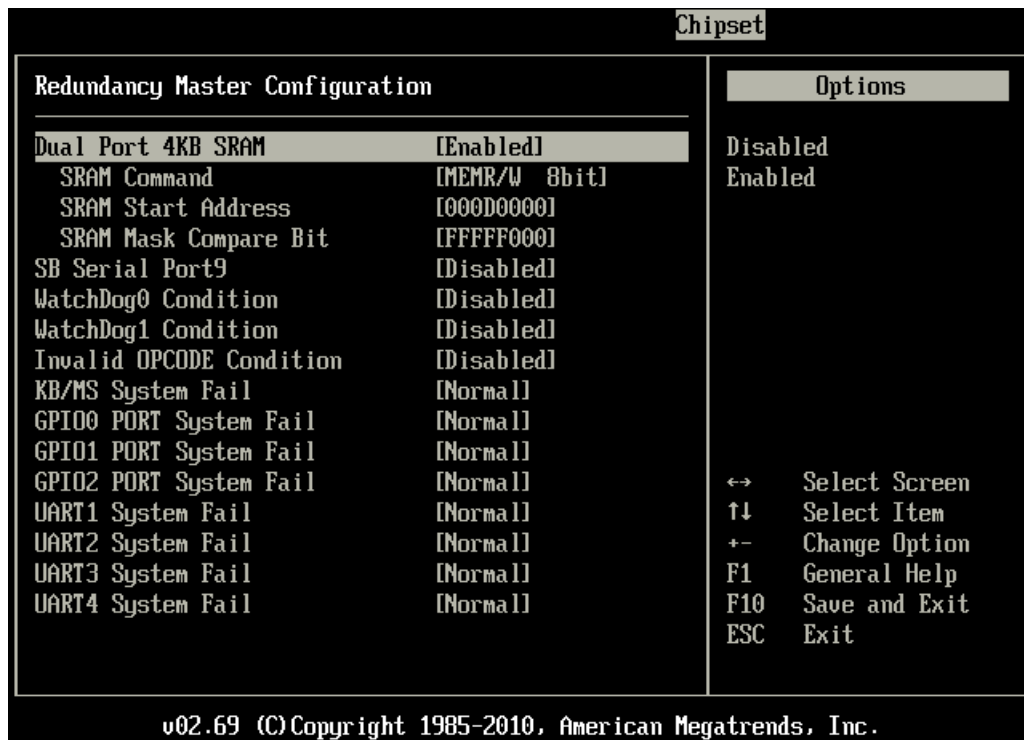 Chipset
Redundancy Master Configuration
Options
Dual Port 4KB SRAM [Enabled]
Disabled
SRAM Command [MEMR/W 8bit]
Enabled
SRAM Start Address [000D0000]
SRAM Mask Compare Bit [FFFFF000]
SB Serial Port9 [Disabled]
WatchDog0 Condition [Disabled]
WatchDog1 Condition [Disabled]
Invalid OPCODE Condition [Disabled]
KB/MS System Fail [Normal]
GPIO0 PORT System Fail [Normal]
GPIO1 PORT System Fail [Normal]
GPIO2 PORT System Fail [Normal]
↔ Select Screen
UART1 System Fail [Normal]
↑↓ Select Item
UART2 System Fail [Normal]
+- Change Option
UART3 System Fail [Normal]
F1 General Help
UART4 System Fail [Normal]
F10 Save and Exit
ESC Exit
v02.69 (C)Copyright 1985-2010, American Megatrends, Inc.